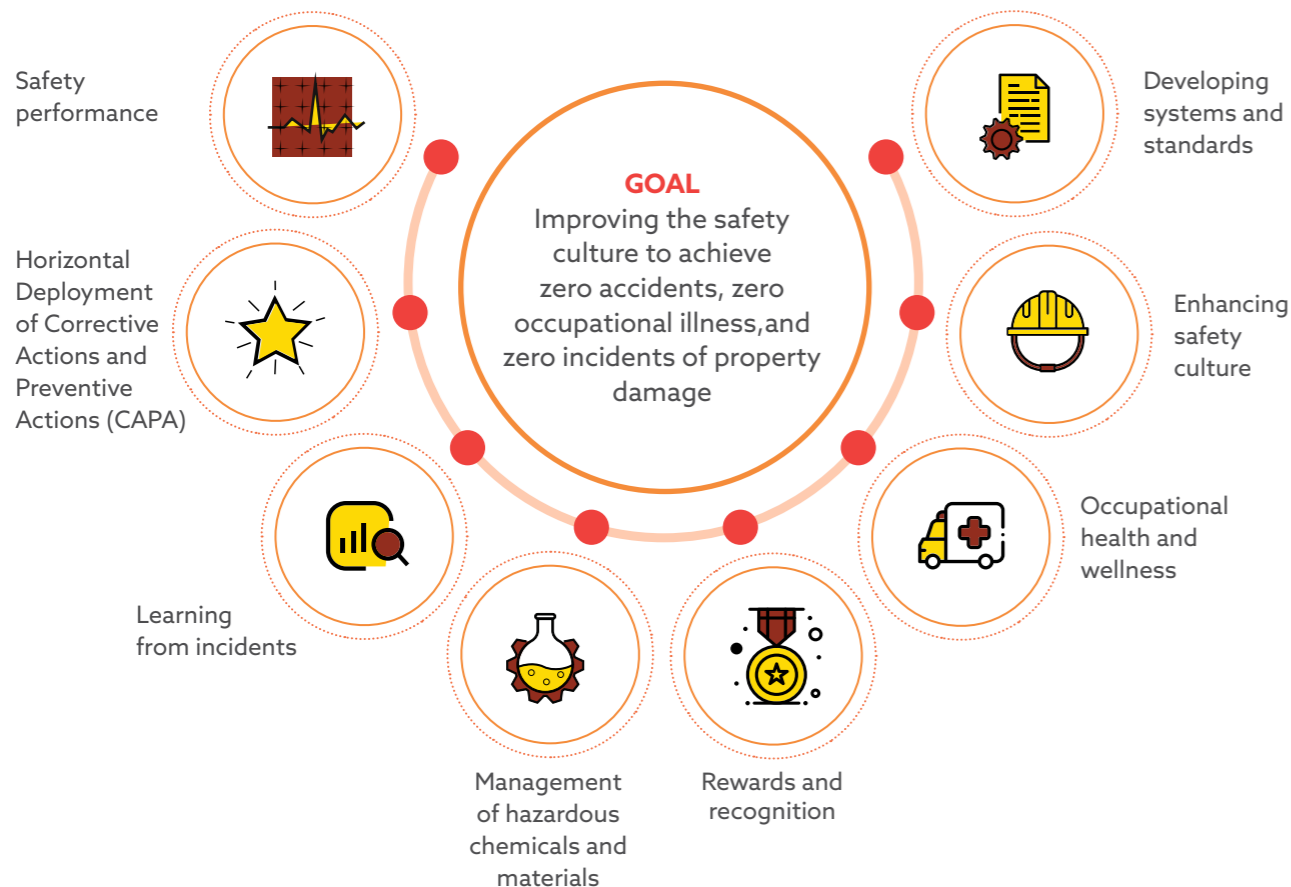 Safety
performance
Horizontal
Deployment
of Corrective
Actions and
Preventive
Actions (CAPA)
Learning
from incidents
Management
of hazardous
chemicals and
materials
Rewards and
recognition
Occupational
health and
wellness
Enhancing
safety
culture
Developing
systems and
standards
GOAL
Improving the safety
culture to achieve
zero accidents, zero
occupational illness,and
zero incidents of property
damage